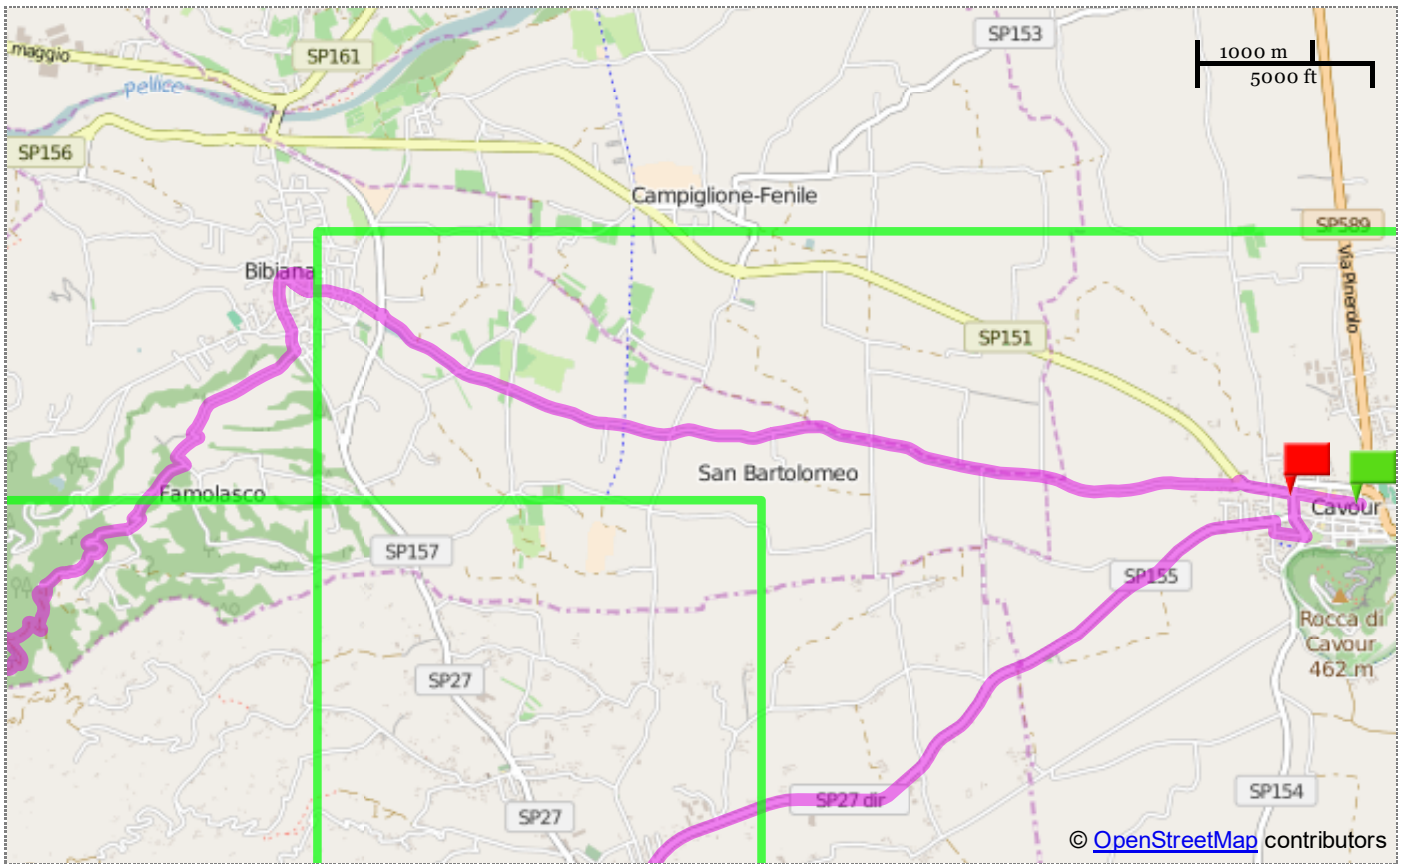 maggio
SP161
SP153
1000 m
5000 ft
pellice
SP156
Campiglione-Fenile
SP589
Bibiana
Via Pinerolo
SP151
San Bartolomeo
Famolasco
Cavour
SP157
SP155
Rocca di
Cavour
462 m
SP27
SP27 dir
SP154
SP27
© OpenStreetMap contributors